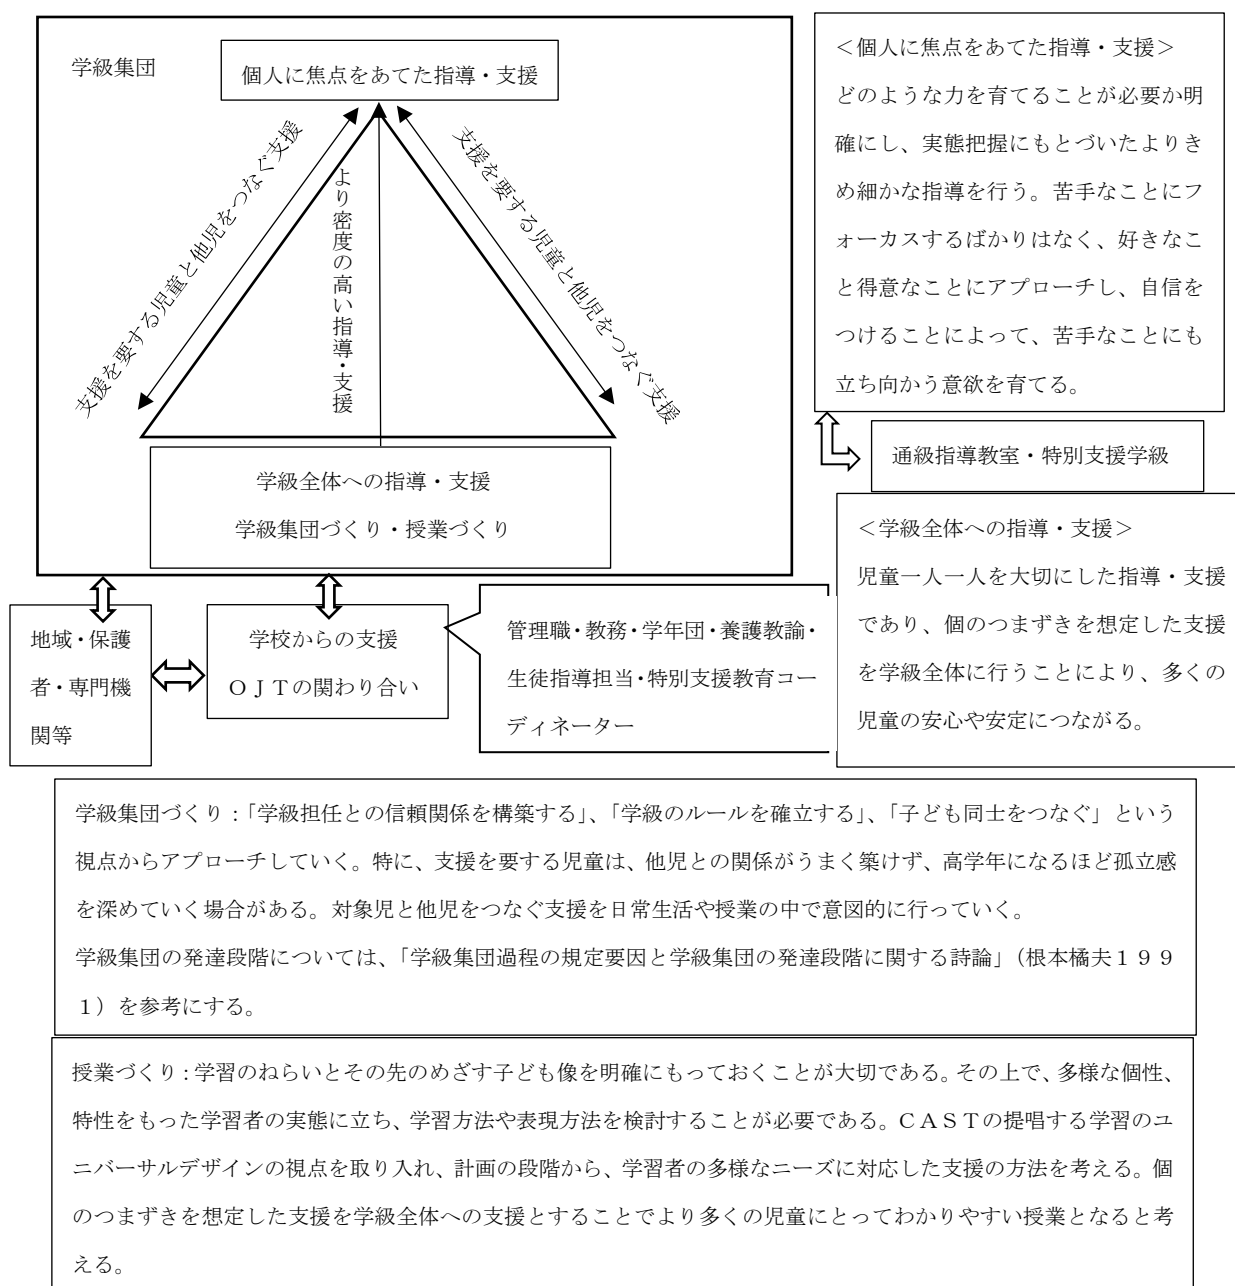 学級集団
個人に焦点をあてた指導・支援
支援を要する児童と他児をつなぐ支援
より密度の高い指導・支援
支援を要する児童と他児をつなぐ支援
学級全体への指導・支援
学級集団づくり・授業づくり
＜個人に焦点をあてた指導・支援＞
どのような力を育てることが必要か明
確にし、実態把握にもとづいたよりき
め細かな指導を行う。苦手なことにフ
ォーカスするばかりはなく、好きなこ
と得意なことにアプローチし、自信を
つけることによって、苦手なことにも
立ち向かう意欲を育てる。
通級指導教室・特別支援学級
＜学級全体への指導・支援＞
児童一人一人を大切にした指導・支援
であり、個のつまずきを想定した支援
を学級全体に行うことにより、多くの
児童の安心や安定につながる。
地域・保護
者・専門機
関等
学校からの支援
ＯＪＴの関わり合い
管理職・教務・学年団・養護教諭・
生徒指導担当・特別支援教育コー
ディネーター
学級集団づくり：「学級担任との信頼関係を構築する」、「学級のルールを確立する」、「子ども同士をつなぐ」という
視点からアプローチしていく。特に、支援を要する児童は、他児との関係がうまく築けず、高学年になるほど孤立感
を深めていく場合がある。対象児と他児をつなぐ支援を日常生活や授業の中で意図的に行っていく。
学級集団の発達段階については、「学級集団過程の規定要因と学級集団の発達段階に関する詩論」（根本橘夫１９９
１）を参考にする。
授業づくり：学習のねらいとその先のめざす子ども像を明確にもっておくことが大切である。その上で、多様な個性、
特性をもった学習者の実態に立ち、学習方法や表現方法を検討することが必要である。ＣＡＳＴの提唱する学習のユ
ニバーサルデザインの視点を取り入れ、計画の段階から、学習者の多様なニーズに対応した支援の方法を考える。個
のつまずきを想定した支援を学級全体への支援とすることでより多くの児童にとってわかりやすい授業となると考
える。